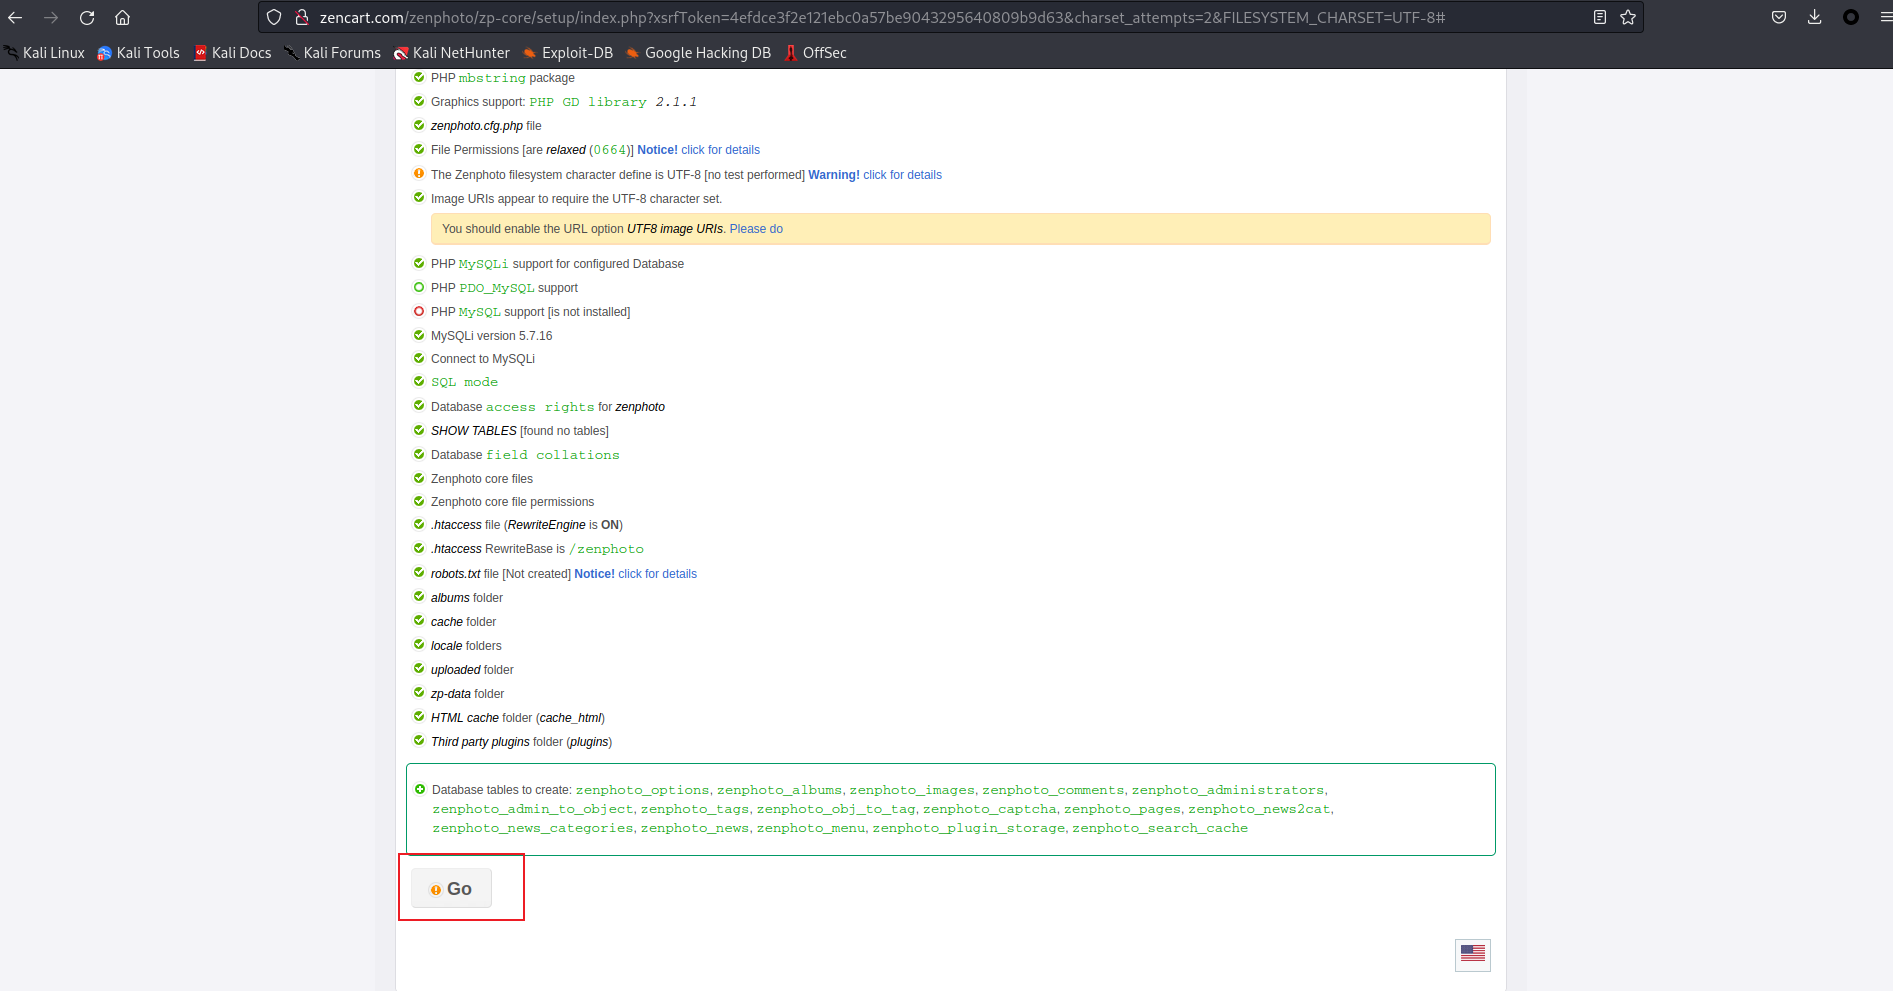 zencart.com/zenphoto/zp-core/setup/index.php?xsrfToken=4efdce3f2e121ebc0a57be9043295640809b9d63&charset_attempts=2&FILESYSTEM_CHARSET=UTF-8#
Kali Linux Kali Tools Kali Docs Kali Forums Kali NetHunter Exploit-DB Google Hacking DB OffSec
PHP mbstring package
Graphics support: PHP GD library 2.1.1
zenphoto.cfg.php file
File Permissions [are relaxed (0664)] Notice! click for details
The Zenphoto filesystem character define is UTF-8 [no test performed] Warning! click for details
Image URIs appear to require the UTF-8 character set.
You should enable the URL option UTF8 image URIs. Please do
PHP MySQLi support for configured Database
PHP PDO_MySQL support
PHP MySQL support [is not installed]
MySQLi version 5.7.16
Connect to MySQLi
SQL mode
Database access rights for zenphoto
SHOW TABLES [found no tables]
Database field collations
Zenphoto core files
Zenphoto core file permissions
.htaccess file (RewriteEngine is ON)
.htaccess RewriteBase is /zenphoto
robots.txt file [Not created] Notice! click for details
albums folder
cache folder
locale folders
uploaded folder
zp-data folder
HTML cache folder (cache_html)
Third party plugins folder (plugins)
Database tables to create: zenphoto_options, zenphoto_albums, zenphoto_images, zenphoto_comments, zenphoto_administrators,
zenphoto_admin_to_object, zenphoto_tags, zenphoto_obj_to_tag, zenphoto_captcha, zenphoto_pages, zenphoto_news2cat,
zenphoto_news_categories, zenphoto_news, zenphoto_menu, zenphoto_plugin_storage, zenphoto_search_cache
Go